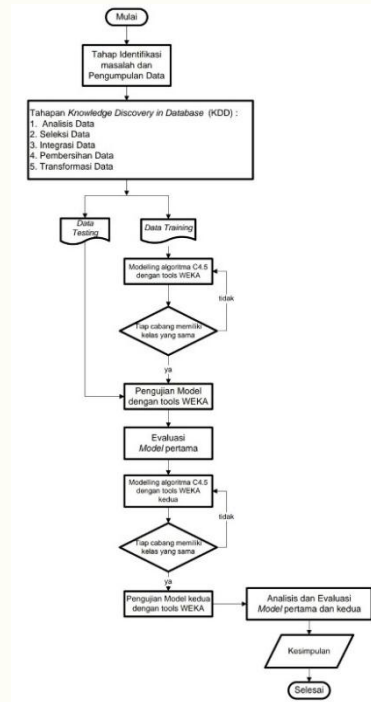 Mulai
Tahap Identifikasi
masalah dan
Pengumpulan Data
Tahapan Knowledge Discovery in Database (KDD) :
1. Analisis Data
2. Seleksi Data
3. Integrasi Data
4. Pembersihan Data
5. Transformasi Data
Data
Testing
Data Training
Modelling algoritma C4.5
dengan tools WEKA
tidak
Tiap cabang memiliki
kelas yang sama
ya
Pengujian Model
dengan tools WEKA
Evaluasi
Model pertama
Modelling algoritma C4.5
dengan tools WEKA
kedua
tidak
Tiap cabang memiliki
kelas yang sama
ya
Pengujian Model kedua
dengan tools WEKA
Analisis dan Evaluasi
Model pertama dan kedua
Kesimpulan
Selesai